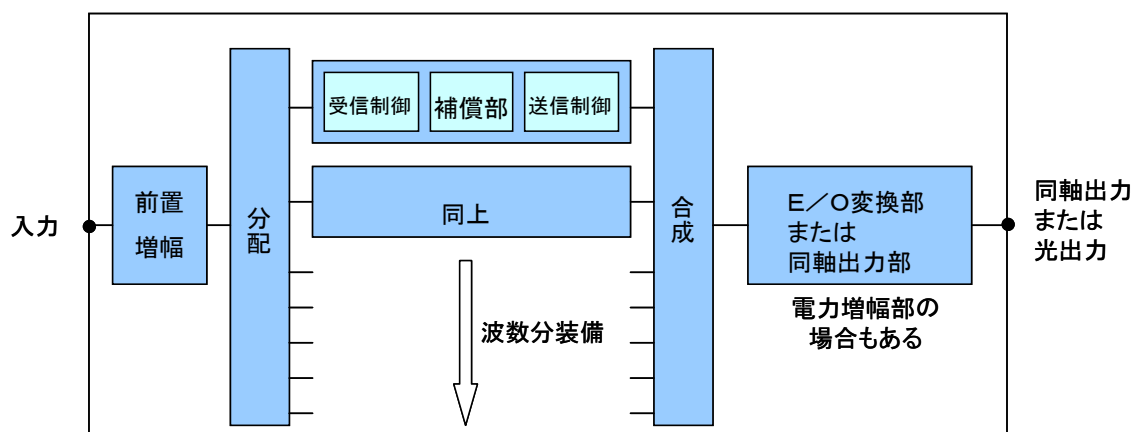 入力
前置
増幅
分配
受信制御
補償部
送信制御
同上
波数分装備
合成
E/O変換部
または
同軸出力部
電力増幅部の
場合もある
同軸出力
または
光出力